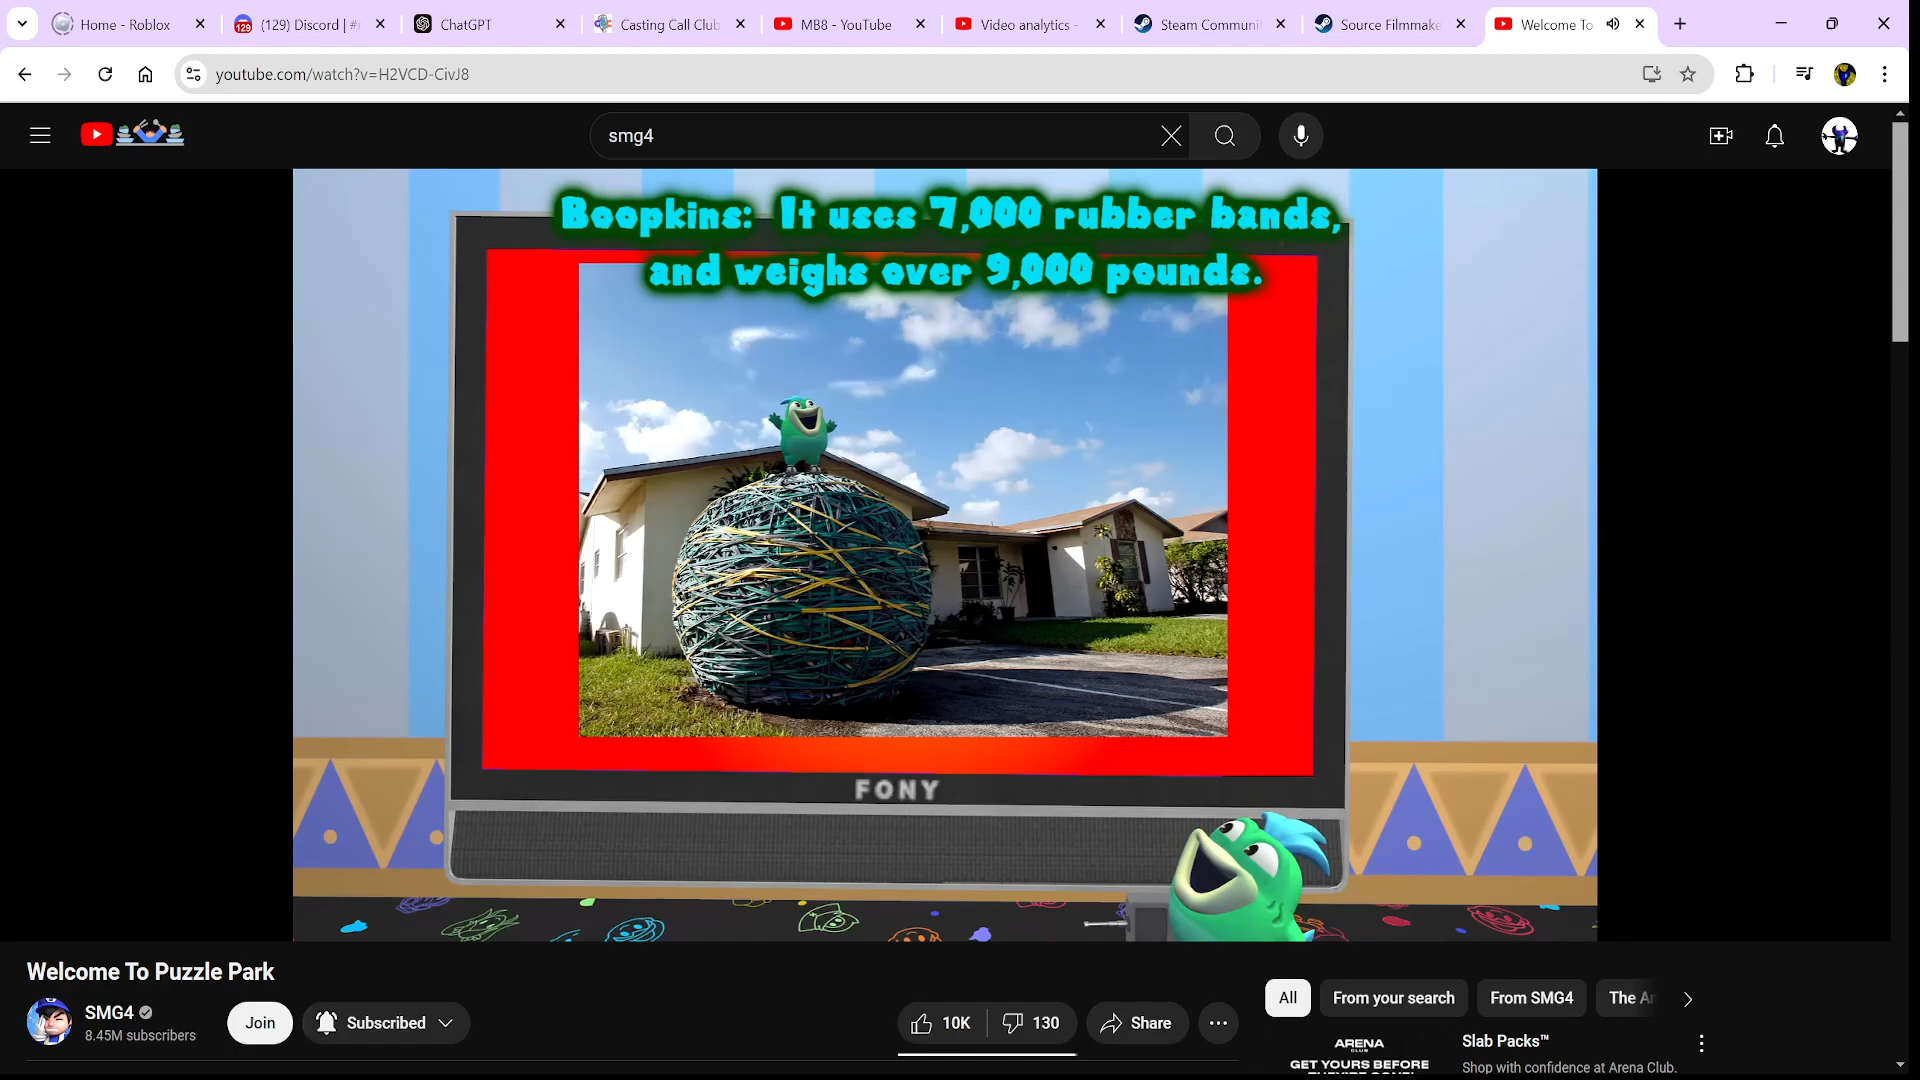 Home - Roblox
(129) Discord | #
ChatGPT
Casting Call Club
MB8 - YouTube
Video analytics -
Steam Communi
Source Filmmake
Welcome To
youtube.com/watch?v=H2VCD-CivJ8
smg4
Boopkins: It uses 7,000 rubber bands,
and weighs over 9,000 pounds.
FONY
Welcome To Puzzle Park
SMG4
8.45M subscribers
Join
Subscribed
10K
130
Share
All
From your search
From SMG4
The
ARENA
CLUB
GET YOURS BEFORE
Slab Packs™
Shop with confidence at Arena Club.